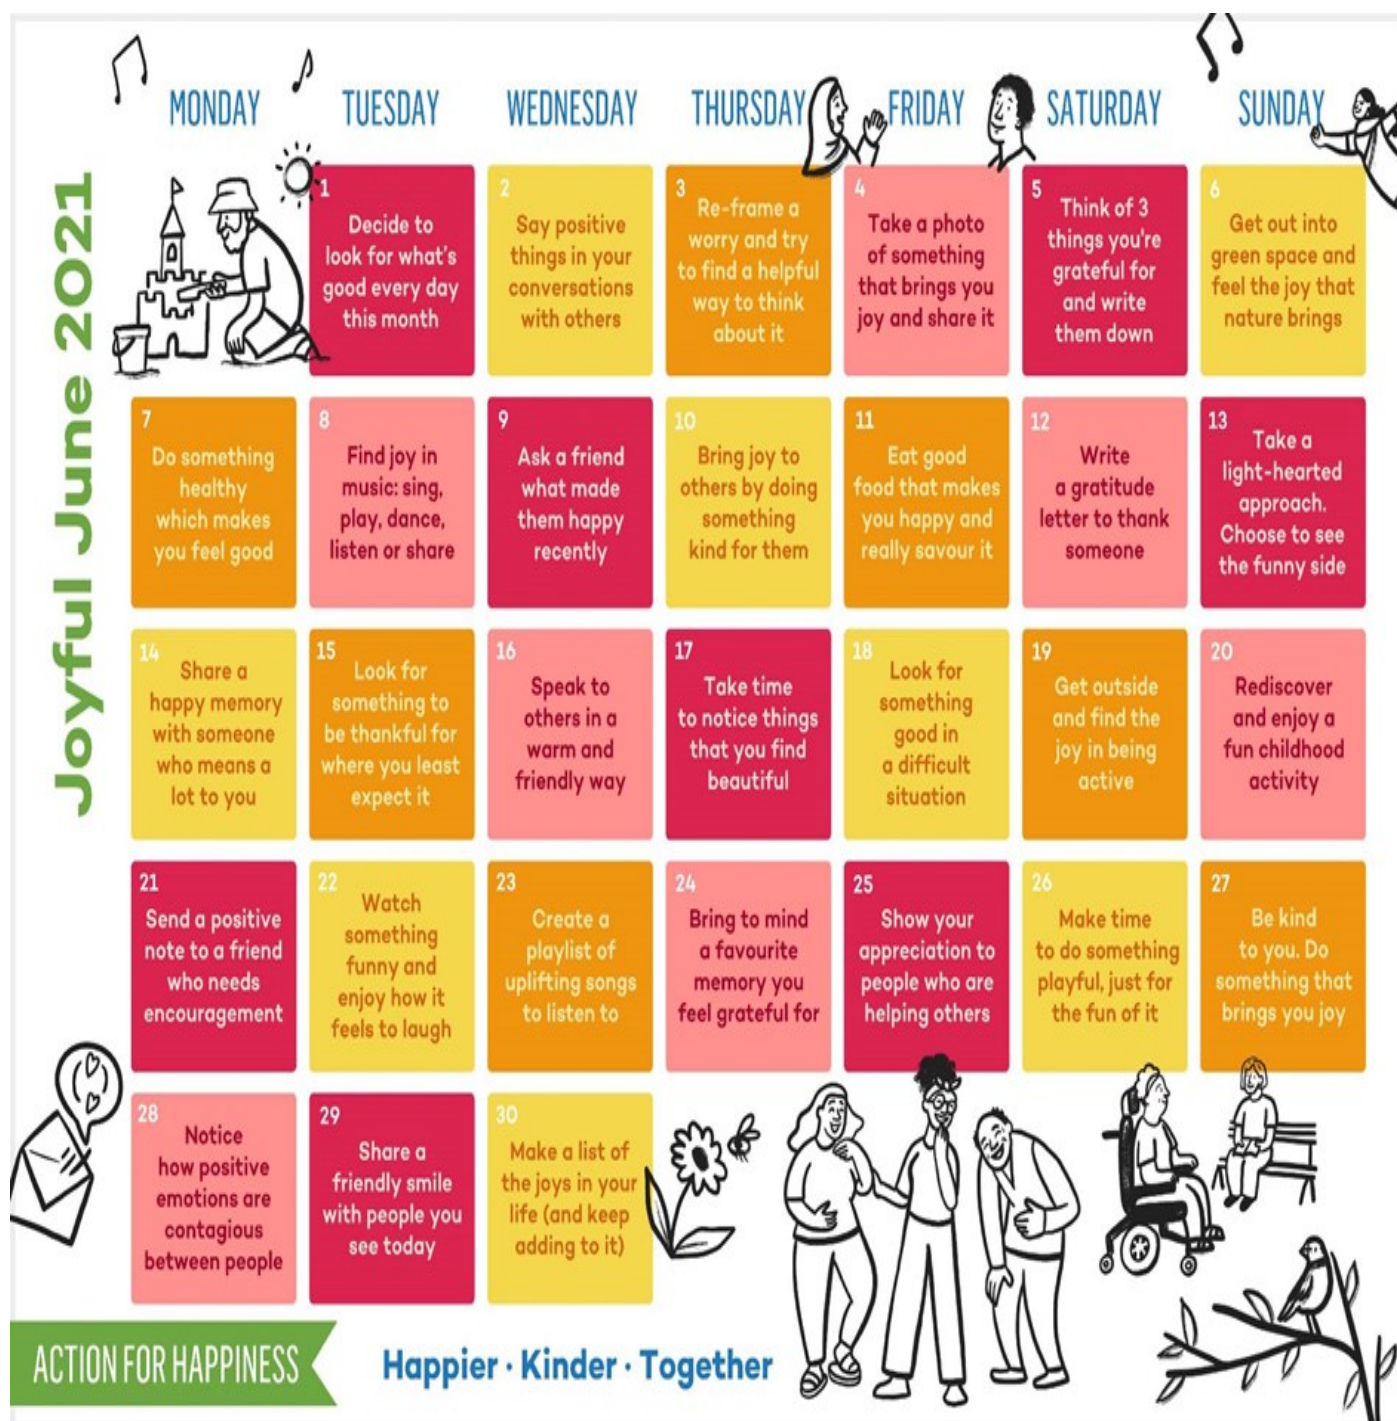 Joyful June 2021
MONDAY
TUESDAY
WEDNESDAY
THURSDAY
FRIDAY
SATURDAY
SUNDAY
1
Decide to
look for what's
good every day
this month
2
Say positive
things in your
conversations
with others
3
Re-frame a
worry and try
to find a helpful
way to think
about it
4
Take a photo
of something
that brings you
joy and share it
5
Think of 3
things you're
grateful for
and write
them down
6
Get out into
green space and
feel the joy that
nature brings
7
Do something
healthy
which makes
you feel good
8
Find joy in
music: sing,
play, dance,
listen or share
9
Ask a friend
what made
them happy
recently
10
Bring joy to
others by doing
something
kind for them
11
Eat good
food that makes
you happy and
really savour it
12
Write
a gratitude
letter to thank
someone
13
Take a
light-hearted
approach.
Choose to see
the funny side
14
Share a
happy memory
with someone
who means a
lot to you
15
Look for
something to
be thankful for
where you least
expect it
16
Speak to
others in a
warm and
friendly way
17
Take time
to notice things
that you find
beautiful
18
Look for
something
good in
a difficult
situation
19
Get outside
and find the
joy in being
active
20
Rediscover
and enjoy a
fun childhood
activity
21
Send a positive
note to a friend
who needs
encouragement
22
Watch
something
funny and
enjoy how it
feels to laugh
23
Create a
playlist of
uplifting songs
to listen to
24
Bring to mind
a favourite
memory you
feel grateful for
25
Show your
appreciation to
people who are
helping others
26
Make time
to do something
playful, just for
the fun of it
27
Be kind
to you. Do
something that
brings you joy
28
Notice
how positive
emotions are
contagious
between people
29
Share a
friendly smile
with people you
see today
30
Make a list of
the joys in your
life (and keep
adding to it)
ACTION FOR HAPPINESS
Happier · Kinder · Together